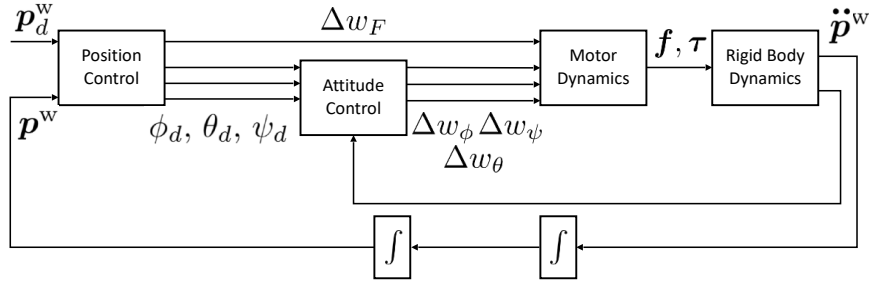 p_d^w
Position
Control
Δw_F
Attitude
Control
Motor
Dynamics
f, τ
Rigid Body
Dynamics
p̈^w
p^w
ϕ_d, θ_d, ψ_d
Δw_ϕ Δw_ψ
Δw_θ
∫
∫